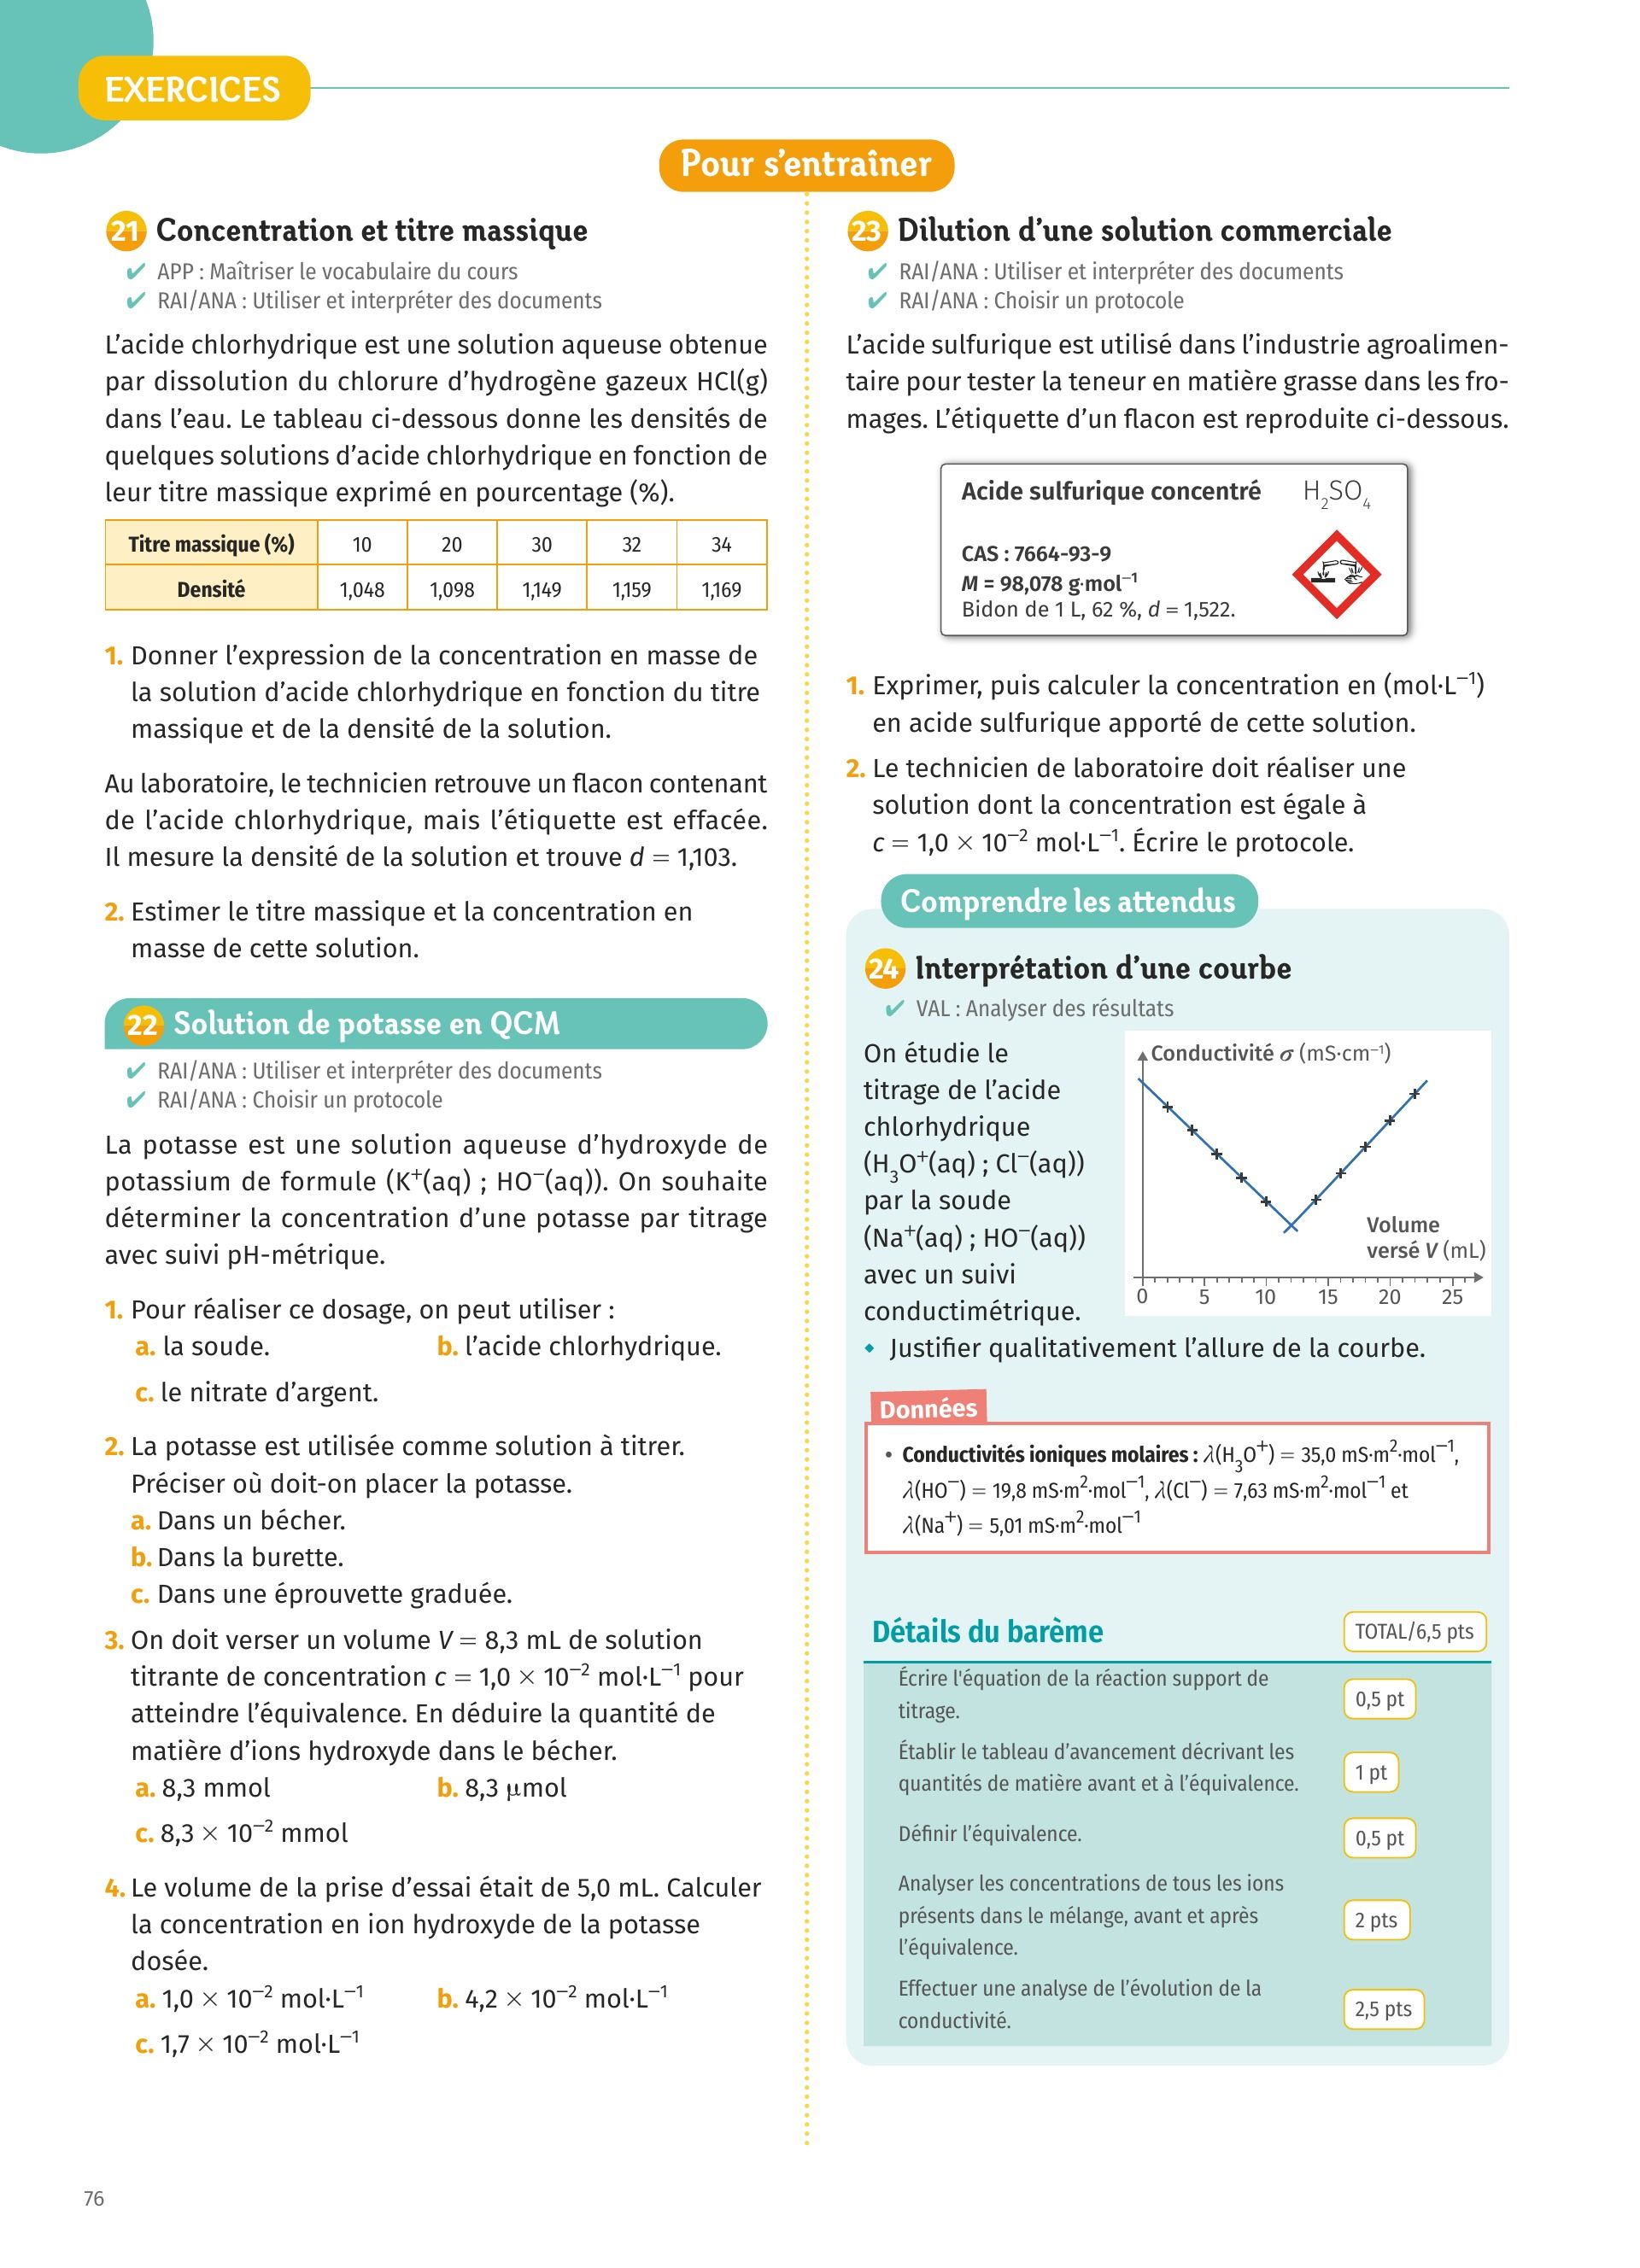 EXERCICES
Pour s'entraîner
21 Concentration et titre massique
✔ APP : Maîtriser le vocabulaire du cours
✔ RAI/ANA : Utiliser et interpréter des documents
L'acide chlorhydrique est une solution aqueuse obtenue
par dissolution du chlorure d'hydrogène gazeux HCl(g)
dans l'eau. Le tableau ci-dessous donne les densités de
quelques solutions d'acide chlorhydrique en fonction de
leur titre massique exprimé en pourcentage (%).
Titre massique (%) 10 20 30 32 34
Densité 1,048 1,098 1,149 1,159 1,169
1. Donner l'expression de la concentration en masse de
la solution d'acide chlorhydrique en fonction du titre
massique et de la densité de la solution.
Au laboratoire, le technicien retrouve un flacon contenant
de l'acide chlorhydrique, mais l'étiquette est effacée.
Il mesure la densité de la solution et trouve d = 1,103.
2. Estimer le titre massique et la concentration en
masse de cette solution.
22 Solution de potasse en QCM
✔ RAI/ANA : Utiliser et interpréter des documents
✔ RAI/ANA : Choisir un protocole
La potasse est une solution aqueuse d'hydroxyde de
potassium de formule (K⁺(aq) ; HO⁻(aq)). On souhaite
déterminer la concentration d'une potasse par titrage
avec suivi pH-métrique.
1. Pour réaliser ce dosage, on peut utiliser :
a. la soude. b. l'acide chlorhydrique.
c. le nitrate d'argent.
2. La potasse est utilisée comme solution à titrer.
Préciser où doit-on placer la potasse.
a. Dans un bécher.
b. Dans la burette.
c. Dans une éprouvette graduée.
3. On doit verser un volume V = 8,3 mL de solution
titrante de concentration c = 1,0 × 10⁻² mol·L⁻¹ pour
atteindre l'équivalence. En déduire la quantité de
matière d'ions hydroxyde dans le bécher.
a. 8,3 mmol b. 8,3 μmol
c. 8,3 × 10⁻² mmol
4. Le volume de la prise d'essai était de 5,0 mL. Calculer
la concentration en ion hydroxyde de la potasse
dosée.
a. 1,0 × 10⁻² mol·L⁻¹ b. 4,2 × 10⁻² mol·L⁻¹
c. 1,7 × 10⁻² mol·L⁻¹
23 Dilution d'une solution commerciale
✔ RAI/ANA : Utiliser et interpréter des documents
✔ RAI/ANA : Choisir un protocole
L'acide sulfurique est utilisé dans l'industrie agroalimen-
taire pour tester la teneur en matière grasse dans les fro-
mages. L'étiquette d'un flacon est reproduite ci-dessous.
Acide sulfurique concentré H₂SO₄
CAS : 7664-93-9
M = 98,078 g·mol⁻¹
Bidon de 1 L, 62 %, d = 1,522.
1. Exprimer, puis calculer la concentration en (mol·L⁻¹)
en acide sulfurique apporté de cette solution.
2. Le technicien de laboratoire doit réaliser une
solution dont la concentration est égale à
c = 1,0 × 10⁻² mol·L⁻¹. Écrire le protocole.
Comprendre les attendus
24 Interprétation d'une courbe
✔ VAL : Analyser des résultats
On étudie le
titrage de l'acide
chlorhydrique
(H₃O⁺(aq) ; Cl⁻(aq))
par la soude
(Na⁺(aq) ; HO⁻(aq))
avec un suivi
conductimétrique.
Conductivité σ (mS·cm⁻¹)
Volume
versé V (mL)
0 5 10 15 20 25
◆ Justifier qualitativement l'allure de la courbe.
Données
• Conductivités ioniques molaires : λ(H₃O⁺) = 35,0 mS·m²·mol⁻¹,
λ(HO⁻) = 19,8 mS·m²·mol⁻¹, λ(Cl⁻) = 7,63 mS·m²·mol⁻¹ et
λ(Na⁺) = 5,01 mS·m²·mol⁻¹
Détails du barème TOTAL/6,5 pts
Écrire l'équation de la réaction support de
titrage.
0,5 pt
Établir le tableau d'avancement décrivant les
quantités de matière avant et à l'équivalence.
1 pt
Définir l'équivalence.
0,5 pt
Analyser les concentrations de tous les ions
présents dans le mélange, avant et après
l'équivalence.
2 pts
Effectuer une analyse de l'évolution de la
conductivité.
2,5 pts
76